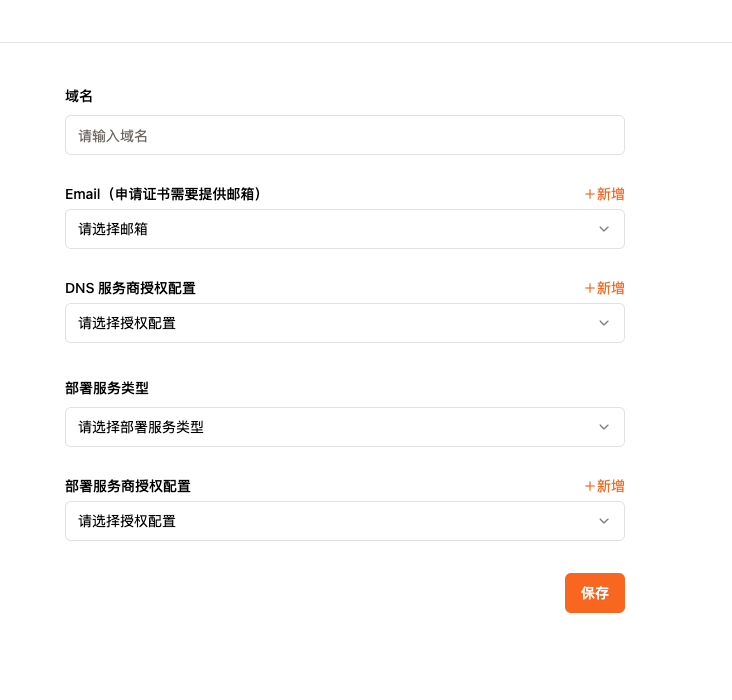 域名
请输入域名
Email（申请证书需要提供邮箱）
＋新增
请选择邮箱
DNS 服务商授权配置
＋新增
请选择授权配置
部署服务类型
请选择部署服务类型
部署服务商授权配置
＋新增
请选择授权配置
保存